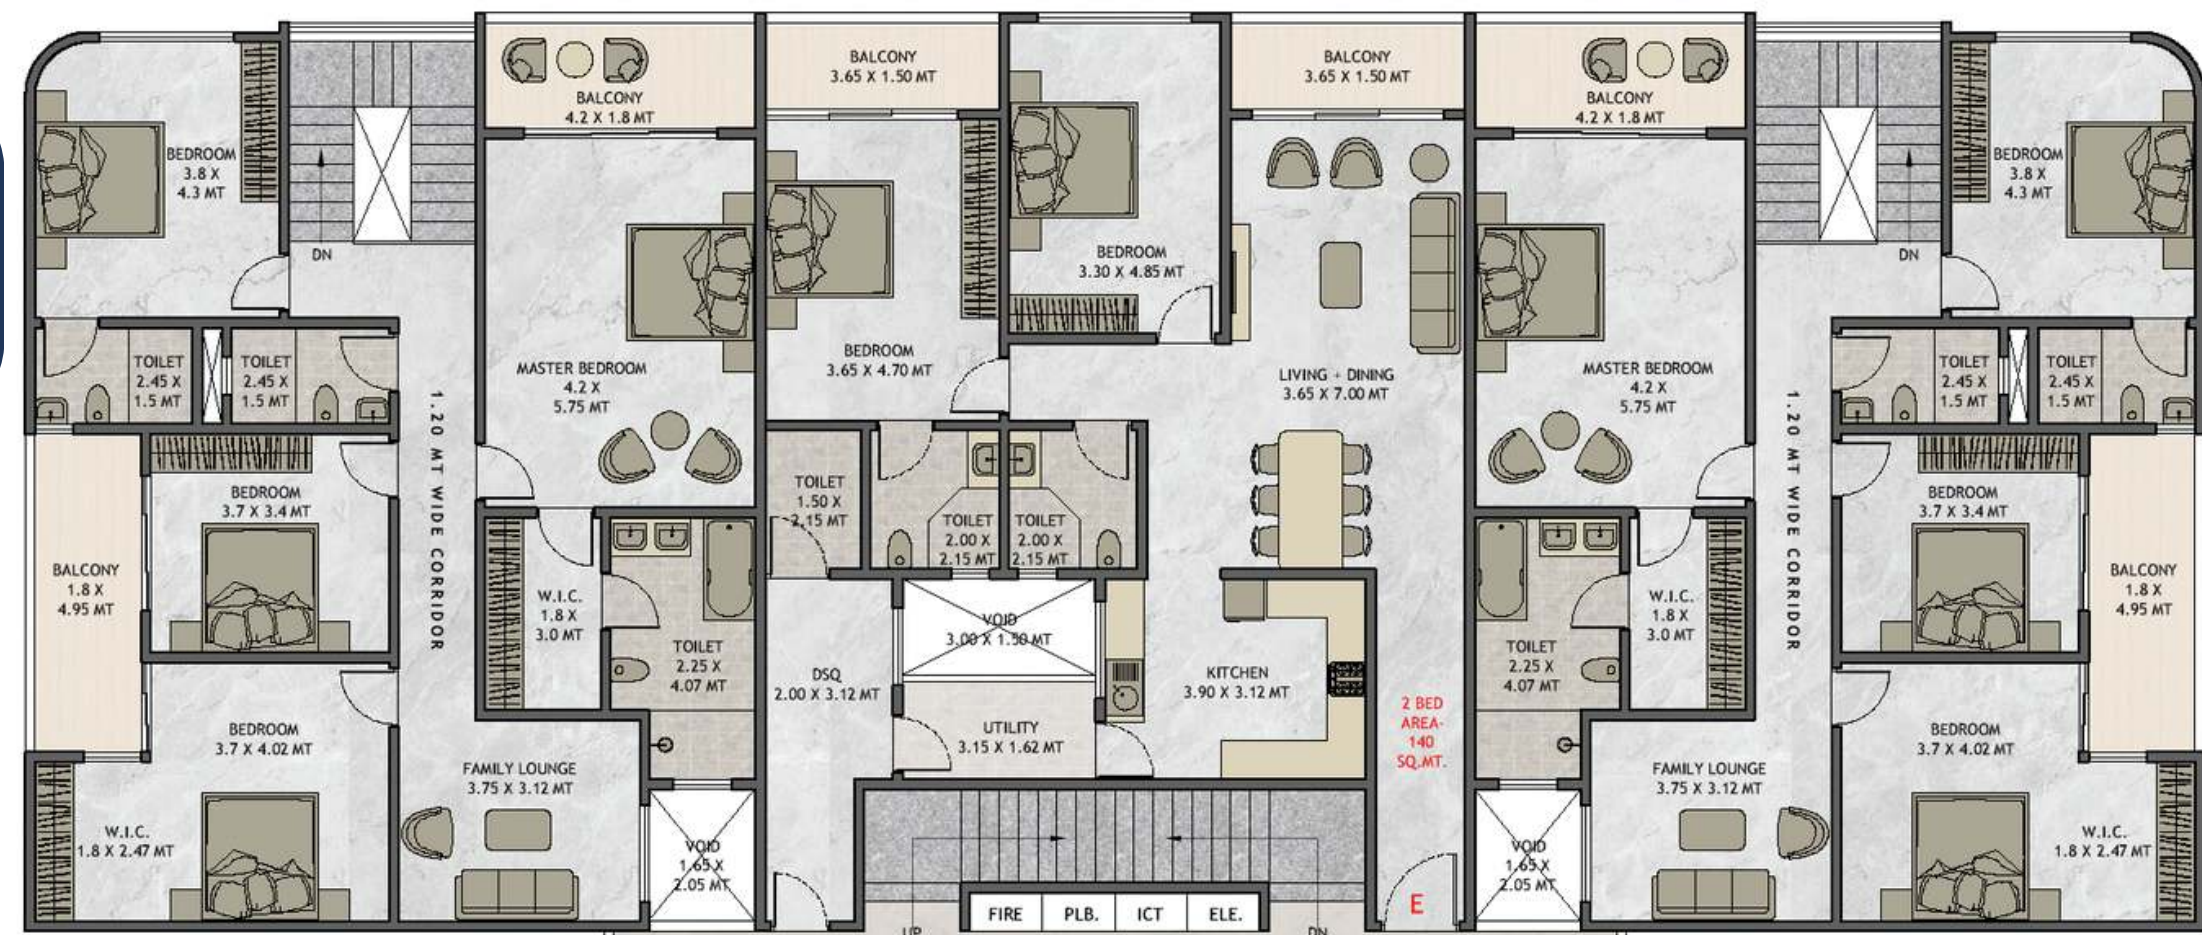 BALCONY
4.2 X 1.8 MT
BALCONY
3.65 X 1.50 MT
BALCONY
3.65 X 1.50 MT
BALCONY
4.2 X 1.8 MT
BEDROOM
3.8 X
4.3 MT
DN
BEDROOM
3.30 X 4.85 MT
BEDROOM
3.8 X
4.3 MT
DN
TOILET
2.45 X
1.5 MT
TOILET
2.45 X
1.5 MT
MASTER BEDROOM
4.2 X
5.75 MT
BEDROOM
3.65 X 4.70 MT
LIVING + DINING
3.65 X 7.00 MT
MASTER BEDROOM
4.2 X
5.75 MT
TOILET
2.45 X
1.5 MT
TOILET
2.45 X
1.5 MT
1.20 MT WIDE CORRIDOR
1.20 MT WIDE CORRIDOR
BEDROOM
3.7 X 3.4 MT
TOILET
1.50 X
2.15 MT
TOILET
2.00 X
2.15 MT
TOILET
2.00 X
2.15 MT
BEDROOM
3.7 X 3.4 MT
BALCONY
1.8 X
4.95 MT
W.I.C.
1.8 X
3.0 MT
TOILET
2.25 X
4.07 MT
VOID
3.00 X 1.50 MT
DSQ
2.00 X 3.12 MT
KITCHEN
3.90 X 3.12 MT
UTILITY
3.15 X 1.62 MT
2 BED
AREA-
140
SQ.MT.
TOILET
2.25 X
4.07 MT
W.I.C.
1.8 X
3.0 MT
BALCONY
1.8 X
4.95 MT
BEDROOM
3.7 X 4.02 MT
FAMILY LOUNGE
3.75 X 3.12 MT
FAMILY LOUNGE
3.75 X 3.12 MT
BEDROOM
3.7 X 4.02 MT
W.I.C.
1.8 X 2.47 MT
VOID
1.65 X
2.05 MT
VOID
1.65 X
2.05 MT
W.I.C.
1.8 X 2.47 MT
FIRE
PLB.
ICT
ELE.
E
UP
DN